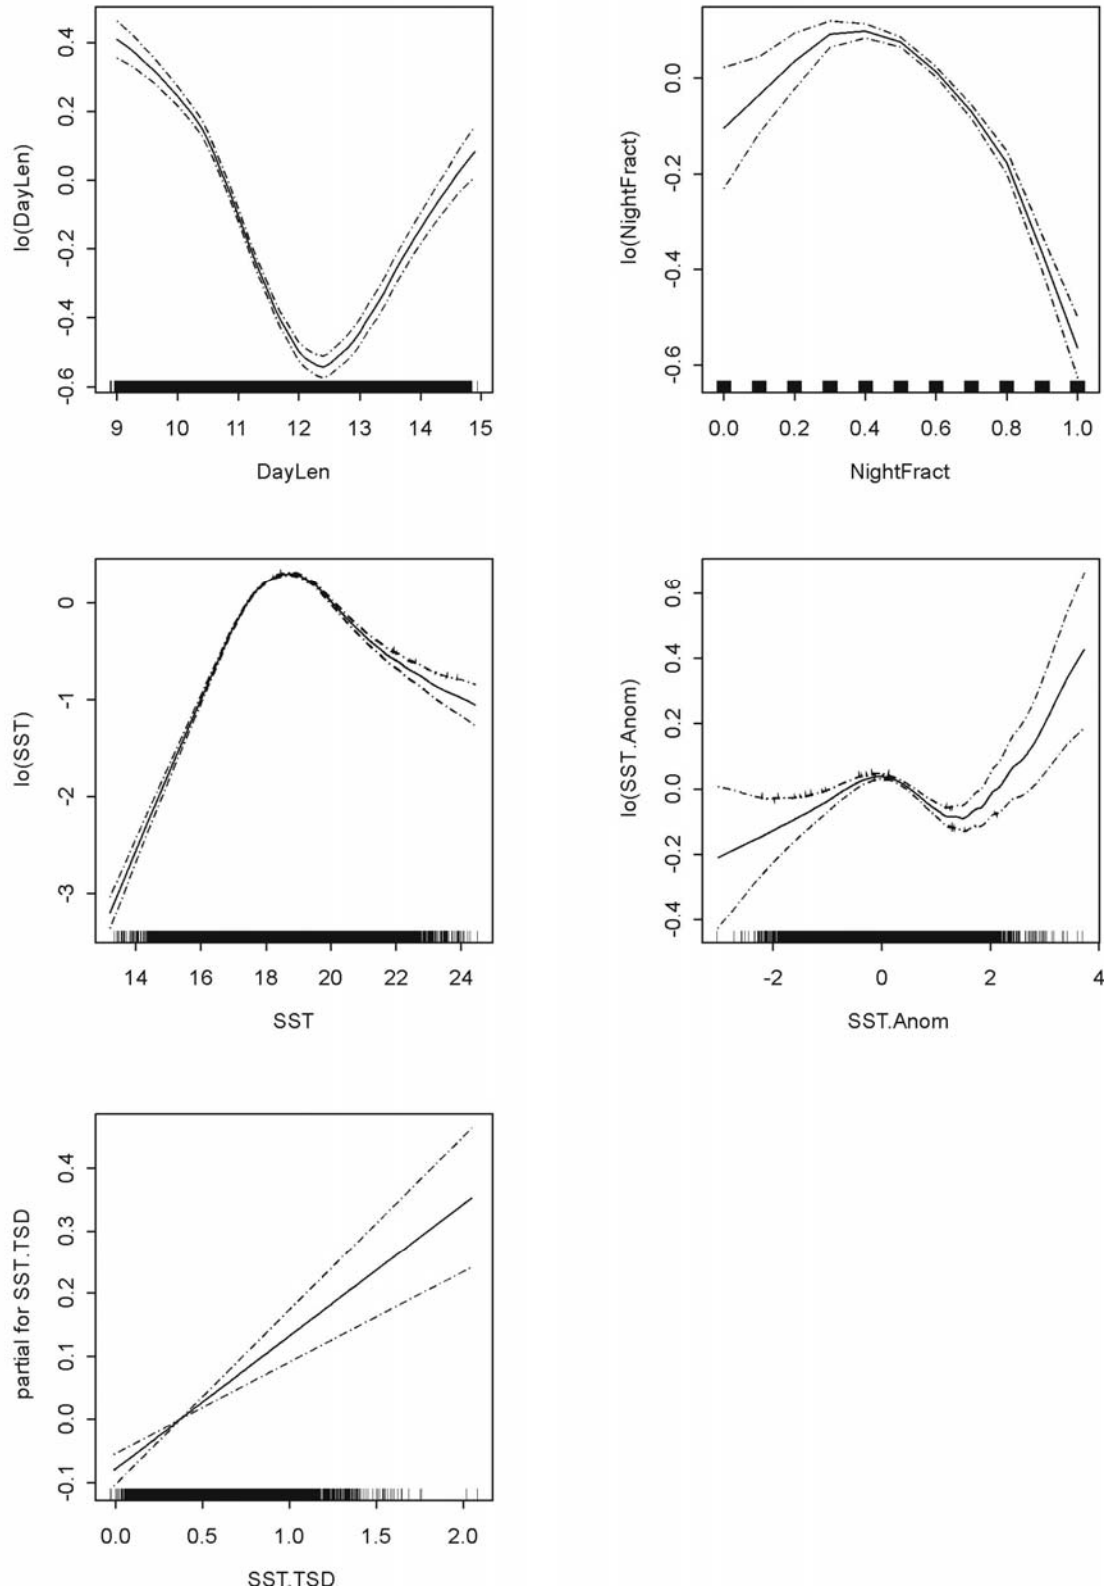 lo(DayLen)
0.4
0.2
0.0
-0.2
-0.4
-0.6
9 10 11 12 13 14 15
DayLen
lo(NightFract)
0.0
-0.2
-0.4
-0.6
0.0 0.2 0.4 0.6 0.8 1.0
NightFract
lo(SST)
0
-1
-2
-3
14 16 18 20 22 24
SST
lo(SST.Anom)
0.6
0.4
0.2
0.0
-0.2
-0.4
-2 0 2 4
SST.Anom
partial for SST.TSD
0.4
0.3
0.2
0.1
0.0
-0.1
0.0 0.5 1.0 1.5 2.0
SST.TSD